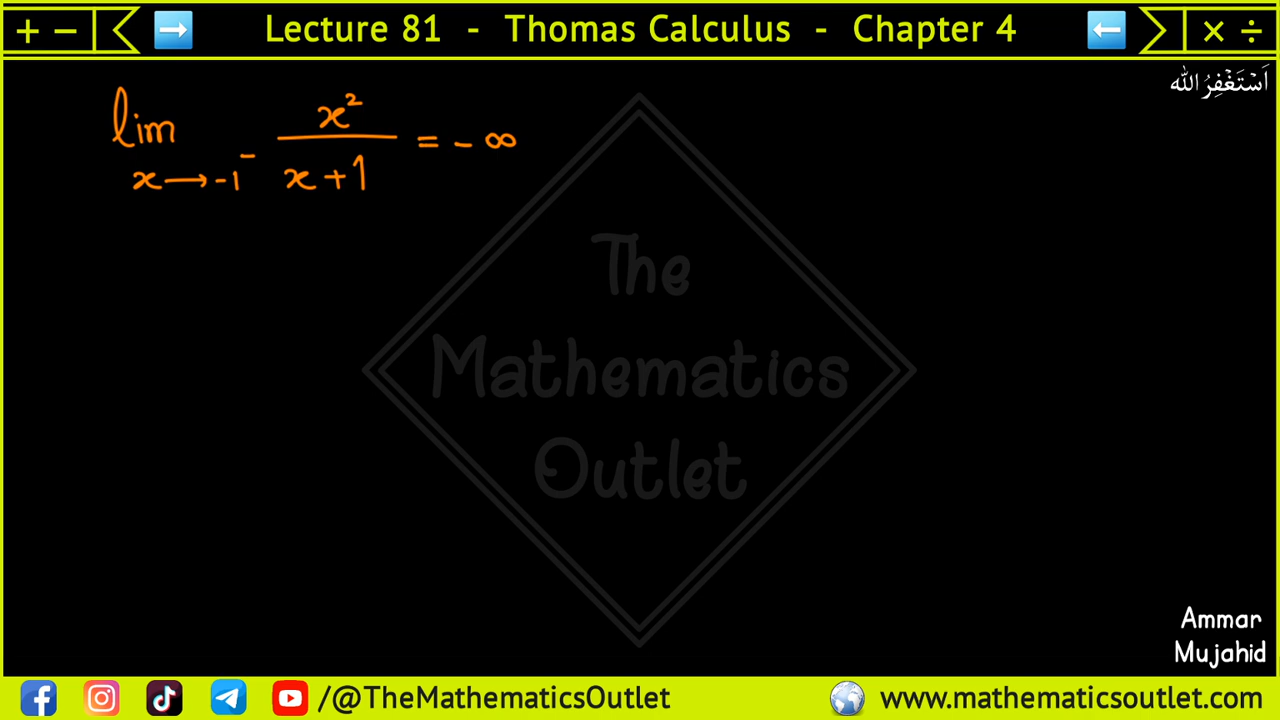 + − Lecture 81 - Thomas Calculus - Chapter 4 × ÷
اَسْتَغْفِرُ اللّٰه
lim x→-1⁻ x²/(x+1) = -∞
The
Mathematics
Outlet
Ammar
Mujahid
/@TheMathematicsOutlet www.mathematicsoutlet.com